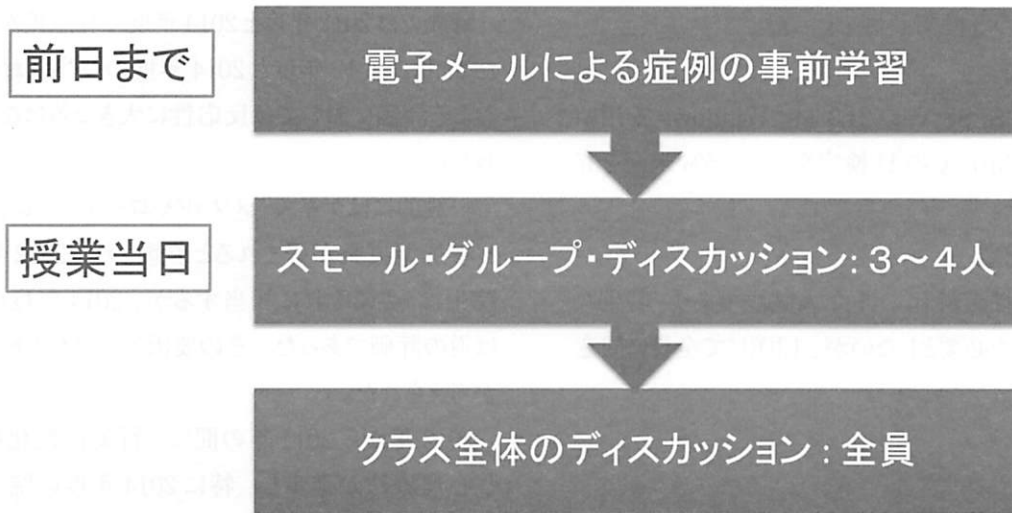 前日まで
電子メールによる症例の事前学習
授業当日
スモール・グループ・ディスカッション:3～4人
クラス全体のディスカッション:全員